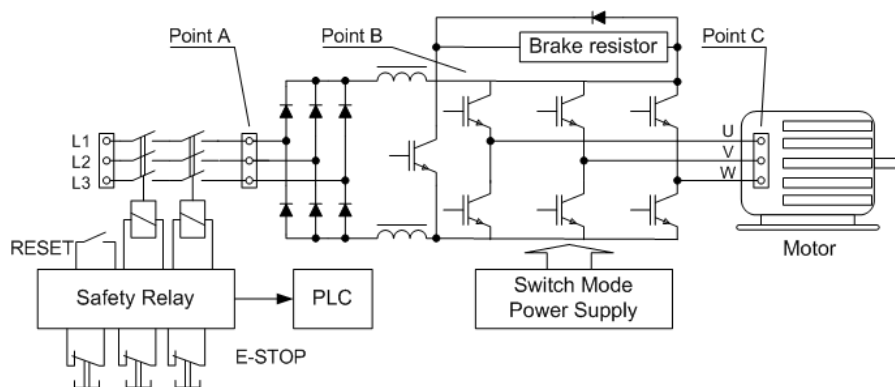 Point A
Point B
Brake resistor
Point C
L1
L2
L3
U
V
W
RESET
Motor
Safety Relay
PLC
Switch Mode
Power Supply
E-STOP